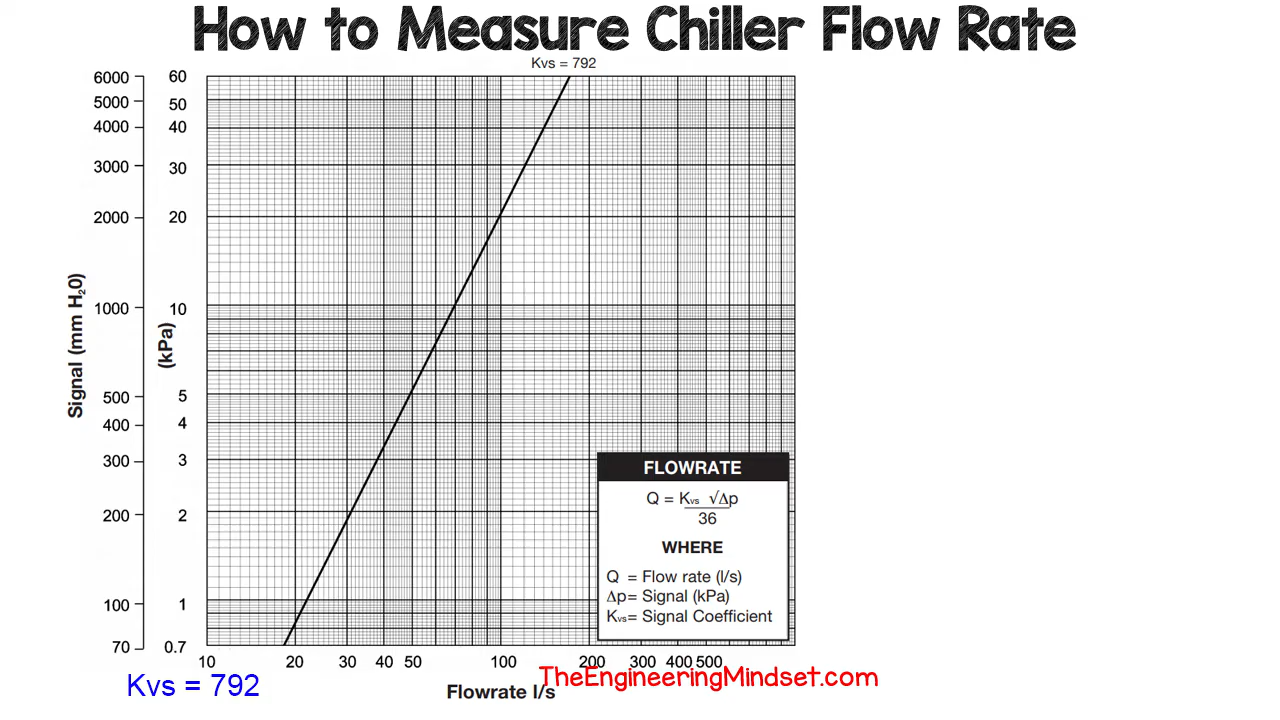 How to Measure Chiller Flow Rate
Kvs = 792
6000
5000
4000
3000
2000
1000
500
400
300
200
100
70
Signal (mm H₂0)
60
50
40
30
20
10
5
4
3
2
1
0.7
(kPa)
FLOWRATE
Q = Kvs √Δp
36
WHERE
Q = Flow rate (l/s)
Δp= Signal (kPa)
Kvs= Signal Coefficient
10 20 30 40 50 100 200 300 400 500
Flowrate l/s
Kvs = 792
TheEngineeringMindset.com